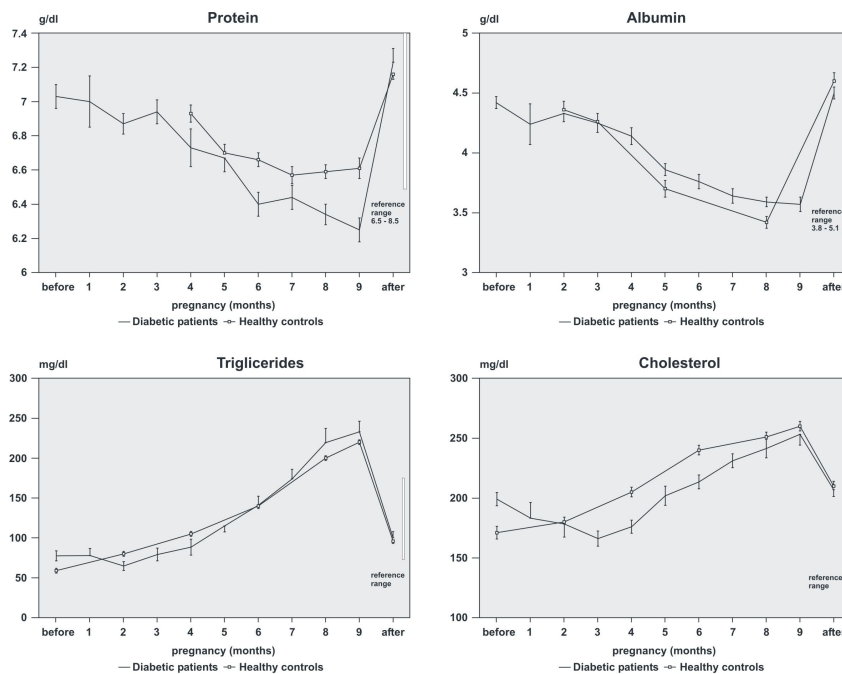 Protein
g/dl
7.4
7.2
7
6.8
6.6
6.4
6.2
6
reference
range
6.5 - 8.5
before 1 2 3 4 5 6 7 8 9 after
pregnancy (months)
Diabetic patients Healthy controls
Albumin
g/dl
5
4.5
4
3.5
3
reference
range
3.8 - 5.1
before 1 2 3 4 5 6 7 8 9 after
pregnancy (months)
Diabetic patients Healthy controls
Triglicerides
mg/dl
300
250
200
150
100
50
0
reference
range
before 1 2 3 4 5 6 7 8 9 after
pregnancy (months)
Diabetic patients Healthy controls
Cholesterol
mg/dl
300
250
200
150
100
reference
range
before 1 2 3 4 5 6 7 8 9 after
pregnancy (months)
Diabetic patients Healthy controls